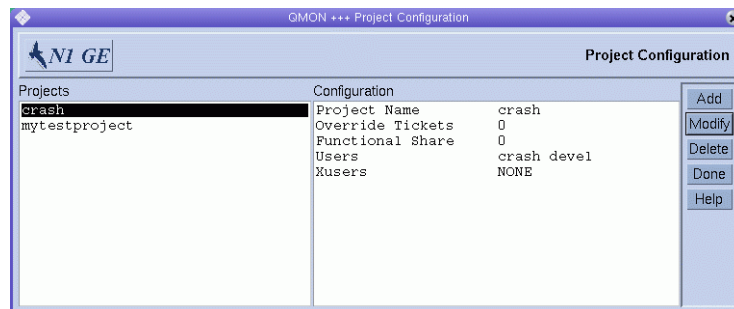 QMON +++ Project Configuration
N1 GE
Project Configuration
Projects
crash
mytestproject
Configuration
Project Name crash
Override Tickets 0
Functional Share 0
Users crash devel
Xusers NONE
Add
Modify
Delete
Done
Help